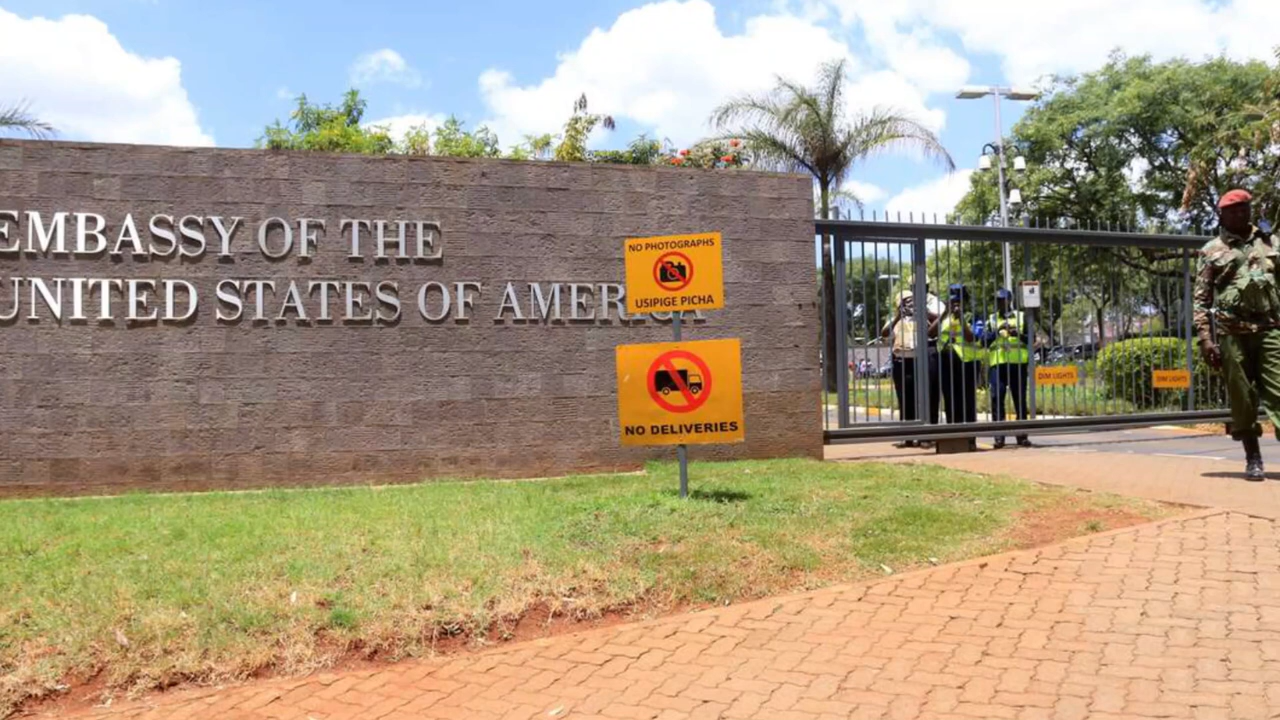 EMBASSY OF THE
UNITED STATES OF AMERICA
NO PHOTOGRAPHS
USIPIGE PICHA
NO DELIVERIES
DIM LIGHTS
DIM LIGHTS